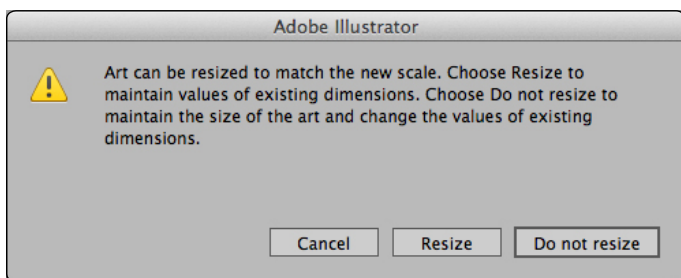 Adobe Illustrator
Art can be resized to match the new scale. Choose Resize to
maintain values of existing dimensions. Choose Do not resize to
maintain the size of the art and change the values of existing
dimensions.
Cancel Resize Do not resize